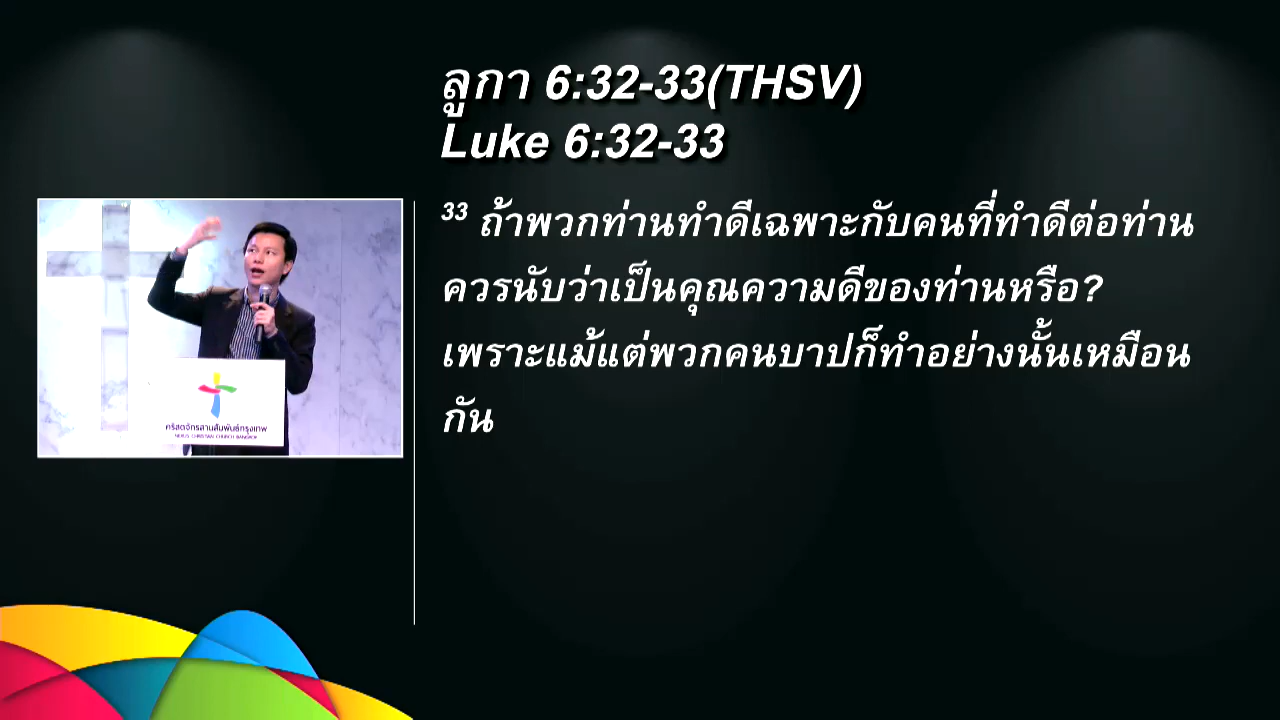 ลูกา 6:32-33(THSV)
Luke 6:32-33
33 ถ้าพวกท่านทำดีเฉพาะกับคนที่ทำดีต่อท่าน
ควรนับว่าเป็นคุณความดีของท่านหรือ?
เพราะแม้แต่พวกคนบาปก็ทำอย่างนั้นเหมือน
กัน
คริสตจักรสานสัมพันธ์กรุงเทพ
NEXUS CHRISTIAN CHURCH BANGKOK